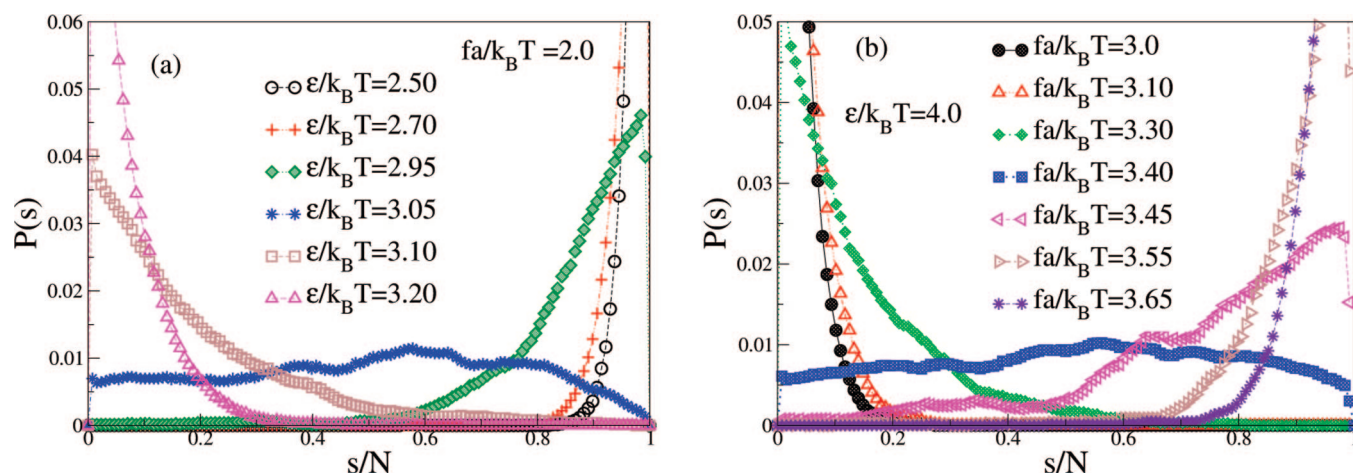 (a)
fa/k_BT =2.0
ε/k_BT=2.50
ε/k_BT=2.70
ε/k_BT=2.95
ε/k_BT=3.05
ε/k_BT=3.10
ε/k_BT=3.20
P(s)
0.06
0.05
0.04
0.03
0.02
0.01
0
0
0.2
0.4
0.6
0.8
1
s/N
(b)
ε/k_BT=4.0
fa/k_BT=3.0
fa/k_BT=3.10
fa/k_BT=3.30
fa/k_BT=3.40
fa/k_BT=3.45
fa/k_BT=3.55
fa/k_BT=3.65
P(s)
0.05
0.04
0.03
0.02
0.01
0
0
0.2
0.4
0.6
0.8
s/N